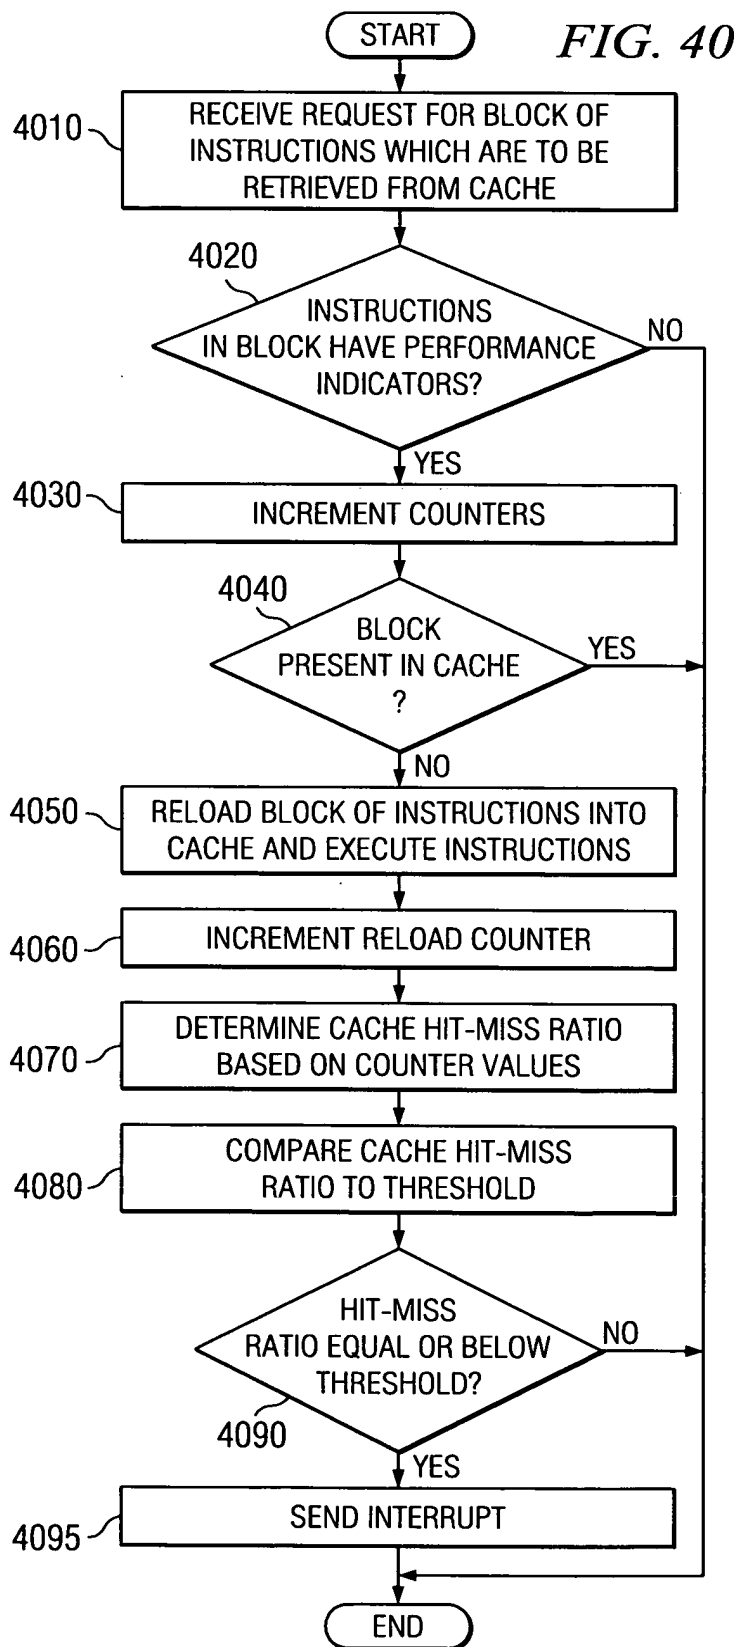 START
FIG. 40
4010
RECEIVE REQUEST FOR BLOCK OF
INSTRUCTIONS WHICH ARE TO BE
RETRIEVED FROM CACHE
4020
INSTRUCTIONS
IN BLOCK HAVE PERFORMANCE
INDICATORS?
NO
YES
4030
INCREMENT COUNTERS
4040
BLOCK
PRESENT IN CACHE
?
YES
NO
4050
RELOAD BLOCK OF INSTRUCTIONS INTO
CACHE AND EXECUTE INSTRUCTIONS
4060
INCREMENT RELOAD COUNTER
4070
DETERMINE CACHE HIT-MISS RATIO
BASED ON COUNTER VALUES
4080
COMPARE CACHE HIT-MISS
RATIO TO THRESHOLD
HIT-MISS
RATIO EQUAL OR BELOW
THRESHOLD?
NO
4090
YES
4095
SEND INTERRUPT
END